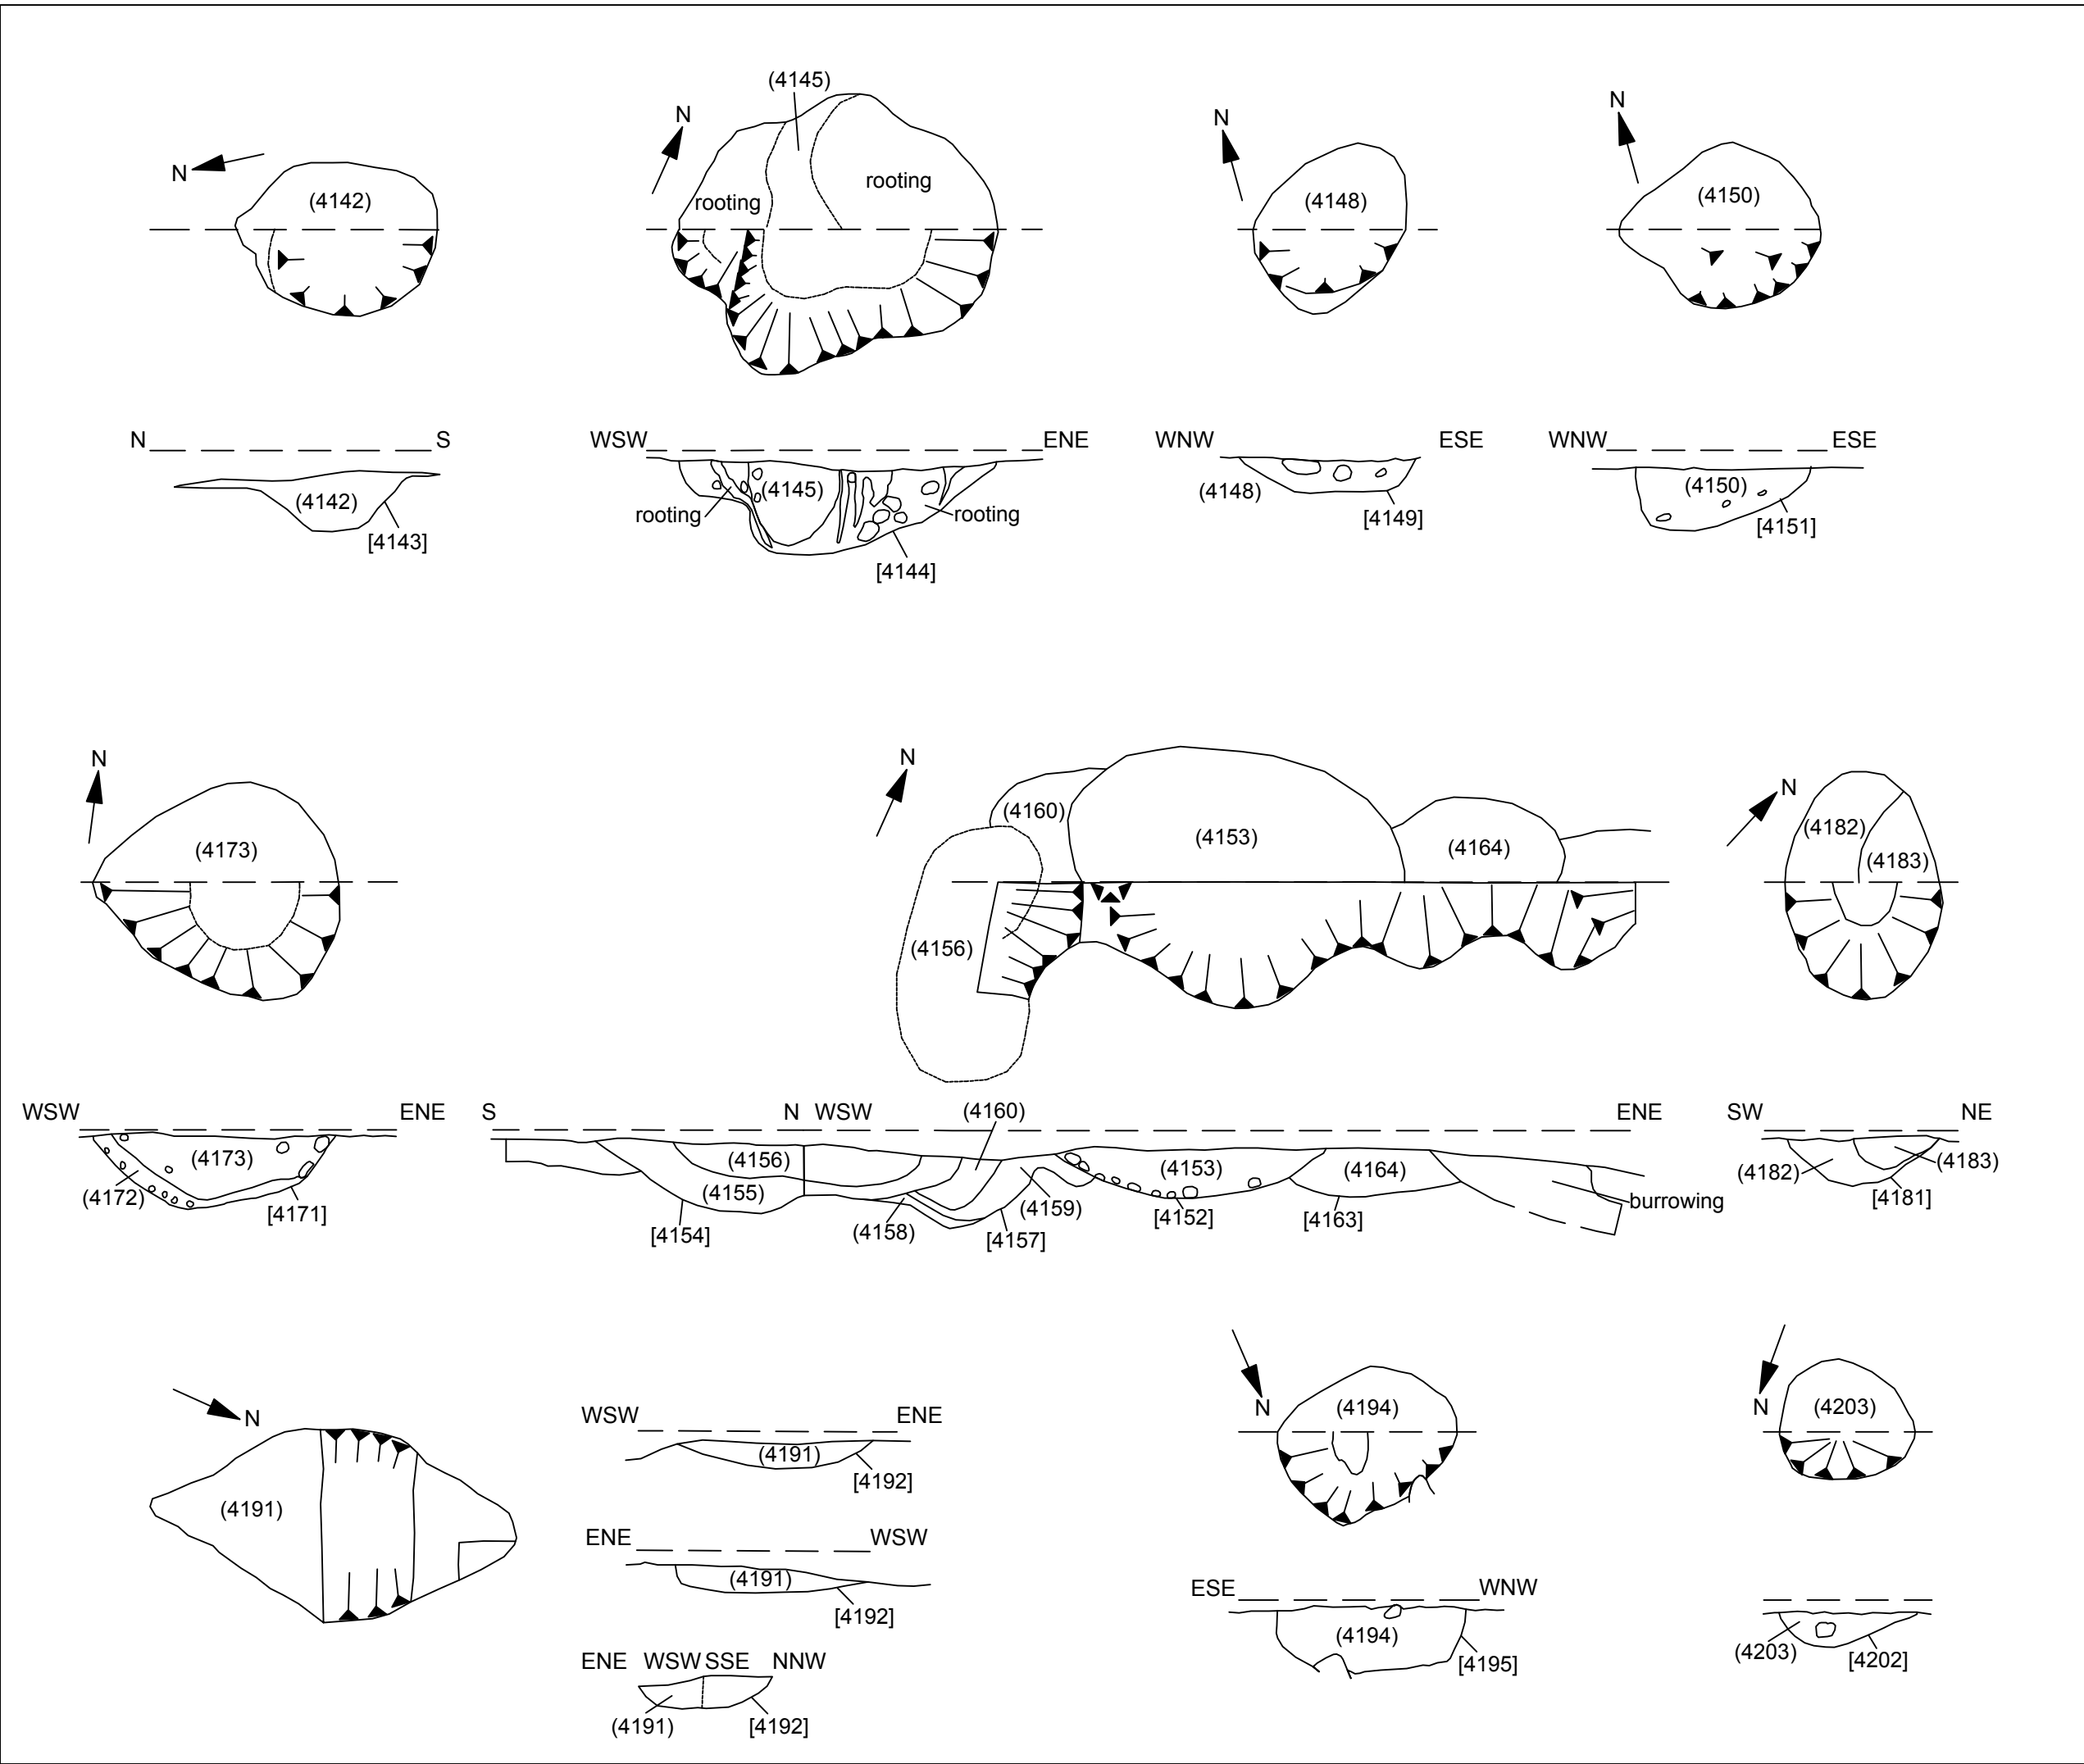 (4145)
N
N
N
N
(4142)
rooting
rooting
(4148)
(4150)
N
S
WSW
ENE
WNW
ESE
WNW
ESE
(4142)
[4143]
(4145)
rooting
rooting
[4144]
(4148)
[4149]
(4150)
[4151]
N
N
N
(4173)
(4160)
(4153)
(4164)
(4156)
(4182)
(4183)
WSW
ENE
S
N
WSW
(4160)
ENE
SW
NE
(4173)
(4172)
[4171]
(4156)
(4155)
[4154]
(4158)
[4157]
(4159)
(4153)
[4152]
(4164)
[4163]
burrowing
(4182)
(4183)
[4181]
N
(4191)
WSW
ENE
(4191)
[4192]
ENE
WSW
(4191)
[4192]
ENE
WSW
SSE
NNW
(4191)
[4192]
N
(4194)
ESE
WNW
(4194)
[4195]
N
(4203)
(4203)
[4202]